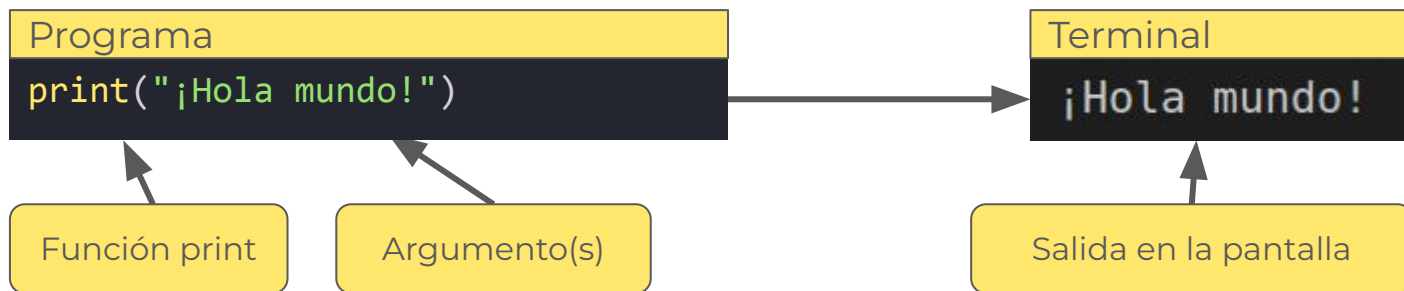 Programa
print("¡Hola mundo!")
Terminal
¡Hola mundo!
Función print
Argumento(s)
Salida en la pantalla